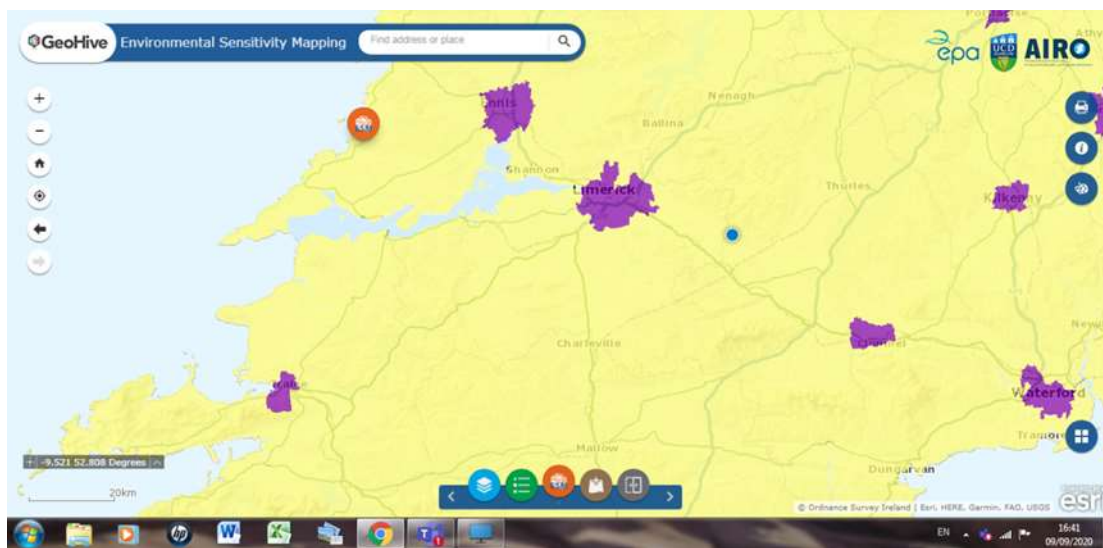 GeoHive Environmental Sensitivity Mapping
Find address or place
epa
UCD
AIRO
Nenagh
Ballina
Shannon
Limerick
Thurles
Kilkenny
Charleville
Waterford
Mallow
Dungarvan
-9.521 52.808 Degrees
20km
© Ordnance Survey Ireland | Esri, HERE, Garmin, FAO, USGS
esri
EN
16:41
09/09/2020